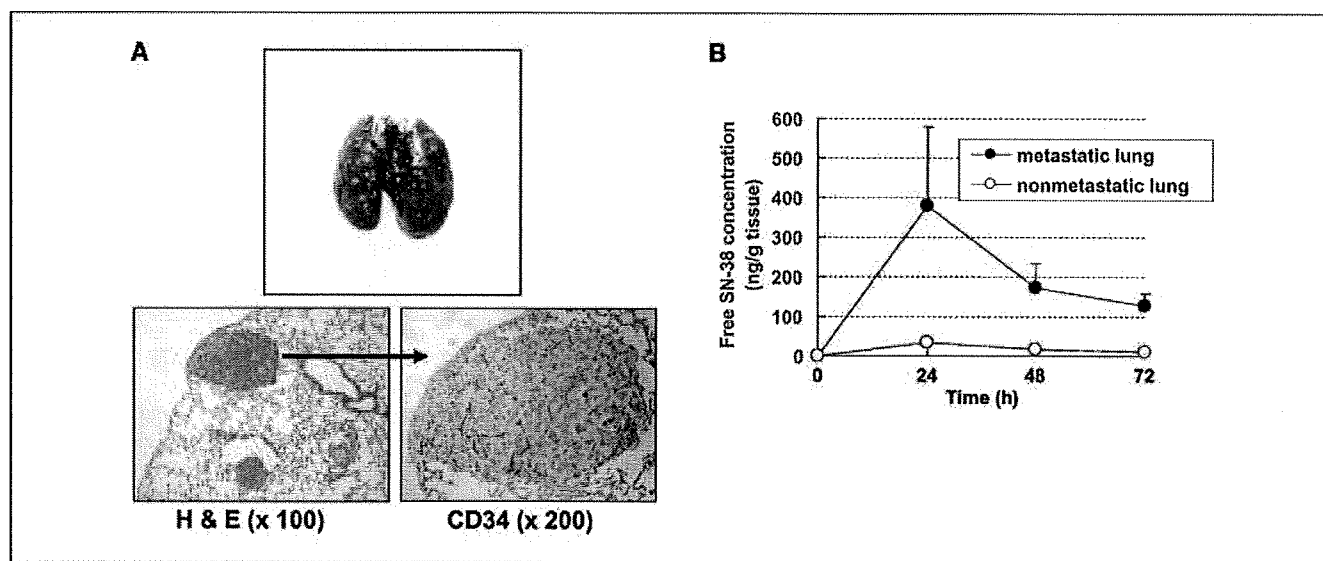 A
H & E (x 100)
CD34 (x 200)
B
Free SN-38 concentration
(ng/g tissue)
600
500
400
300
200
100
0
metastatic lung
nonmetastatic lung
0 24 48 72
Time (h)